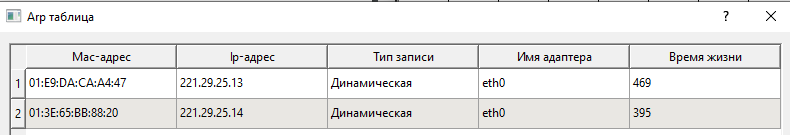 Arp таблица
?
Mac-адрес Ip-адрес Тип записи Имя адаптера Время жизни
1 01:E9:DA:CA:A4:47 221.29.25.13 Динамическая eth0 469
2 01:3E:65:BB:88:20 221.29.25.14 Динамическая eth0 395